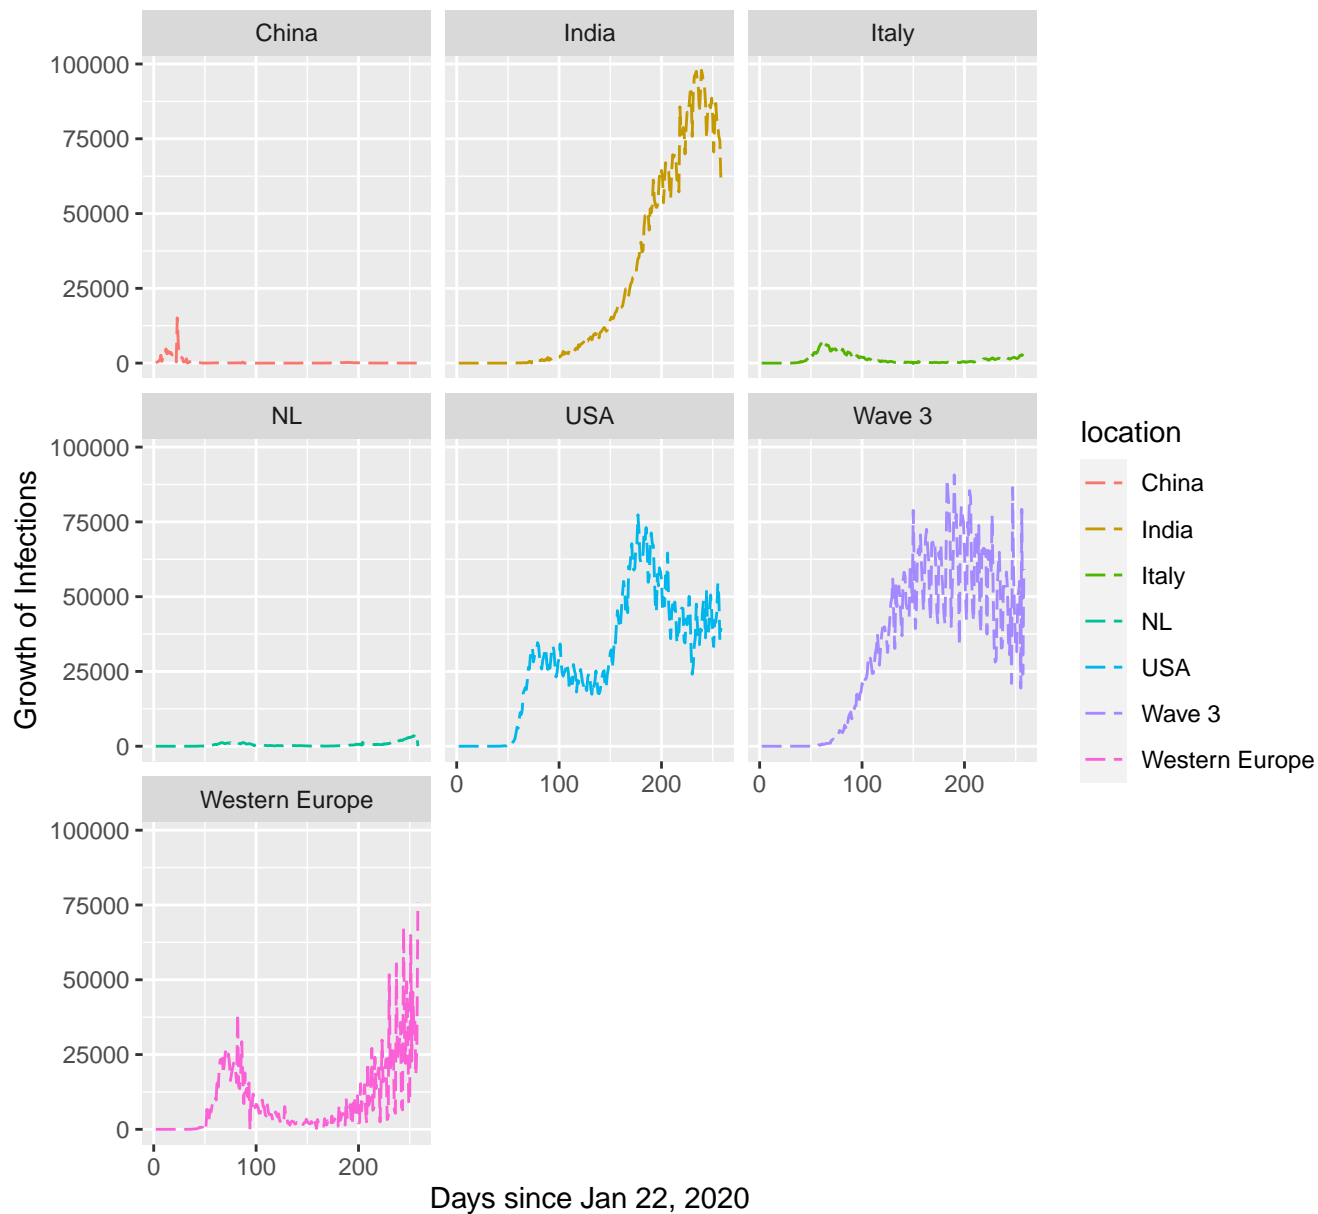 China
India
Italy
100000
75000
50000
25000
0
NL
USA
Wave 3
100000
75000
50000
25000
0
0
100
200
0
100
200
Western Europe
100000
75000
50000
25000
0
0
100
200
Days since Jan 22, 2020
Growth of Infections
location
China
India
Italy
NL
USA
Wave 3
Western Europe